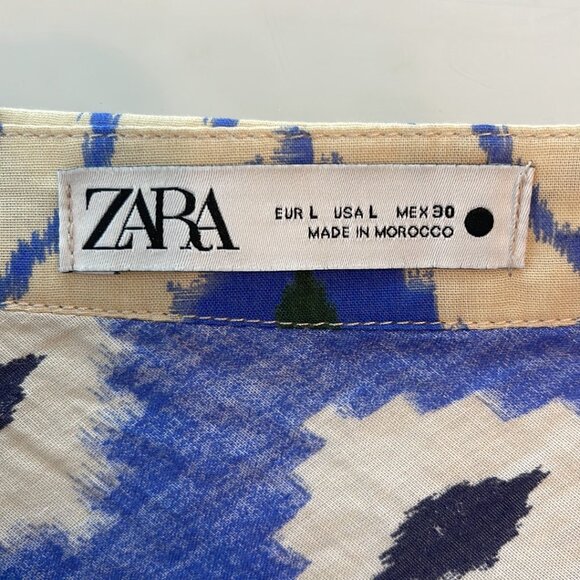 ZARA
EUR L USA L MEX 30
MADE IN MOROCCO